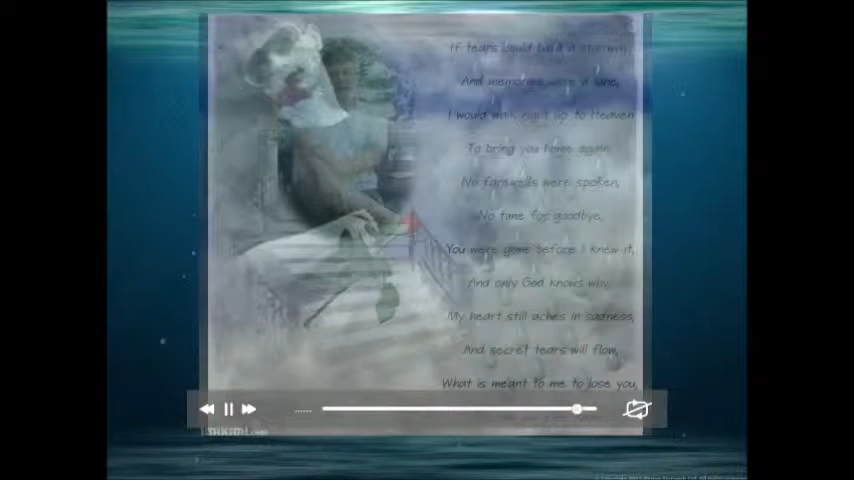 If tears could build a stairway,
And memories were a lane,
I would walk right up to Heaven
To bring you home again.
No farewells were spoken,
No time for goodbye,
You were gone before I knew it,
And only God knows why.
My heart still aches in sadness,
And secret tears will flow,
What is meant to me to lose you,